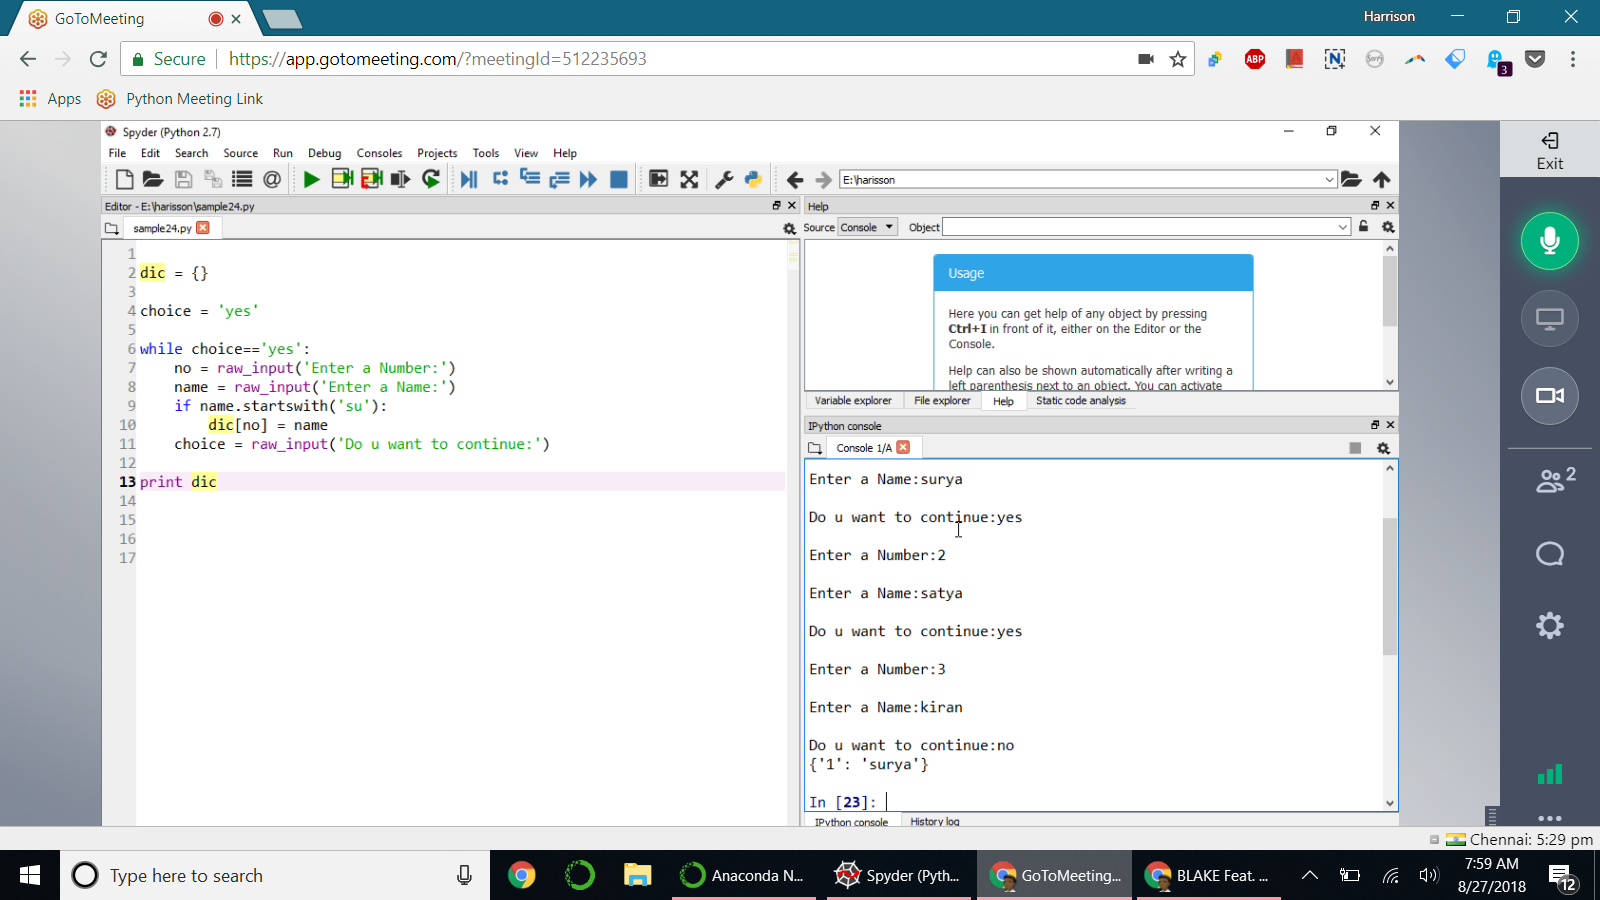 GoToMeeting
Harrison
Secure
https://app.gotomeeting.com/?meetingId=512235693
ABP
N
3
Apps
Python Meeting Link
Spyder (Python 2.7)
File Edit Search Source Run Debug Consoles Projects Tools View Help
E:\harisson
Editor - E:\harisson\sample24.py
sample24.py
1
2 dic = {}
3
4 choice = 'yes'
5
6 while choice=='yes':
7 no = raw_input('Enter a Number:')
8 name = raw_input('Enter a Name:')
9 if name.startswith('su'):
10 dic[no] = name
11 choice = raw_input('Do u want to continue:')
12
13 print dic
14
15
16
17
Help
Source Console Object
Usage
Here you can get help of any object by pressing
Ctrl+I in front of it, either on the Editor or the
Console.
Help can also be shown automatically after writing a
left parenthesis next to an object. You can activate
Variable explorer File explorer Help Static code analysis
IPython console
Console 1/A
Enter a Name:surya
Do u want to continue:yes
Enter a Number:2
Enter a Name:satya
Do u want to continue:yes
Enter a Number:3
Enter a Name:kiran
Do u want to continue:no
{'1': 'surya'}
In [23]:
IPython console History log
Exit
2
Chennai: 5:29 pm
Type here to search
Anaconda N...
Spyder (Pyth...
GoToMeeting...
BLAKE Feat. ...
7:59 AM
8/27/2018
12